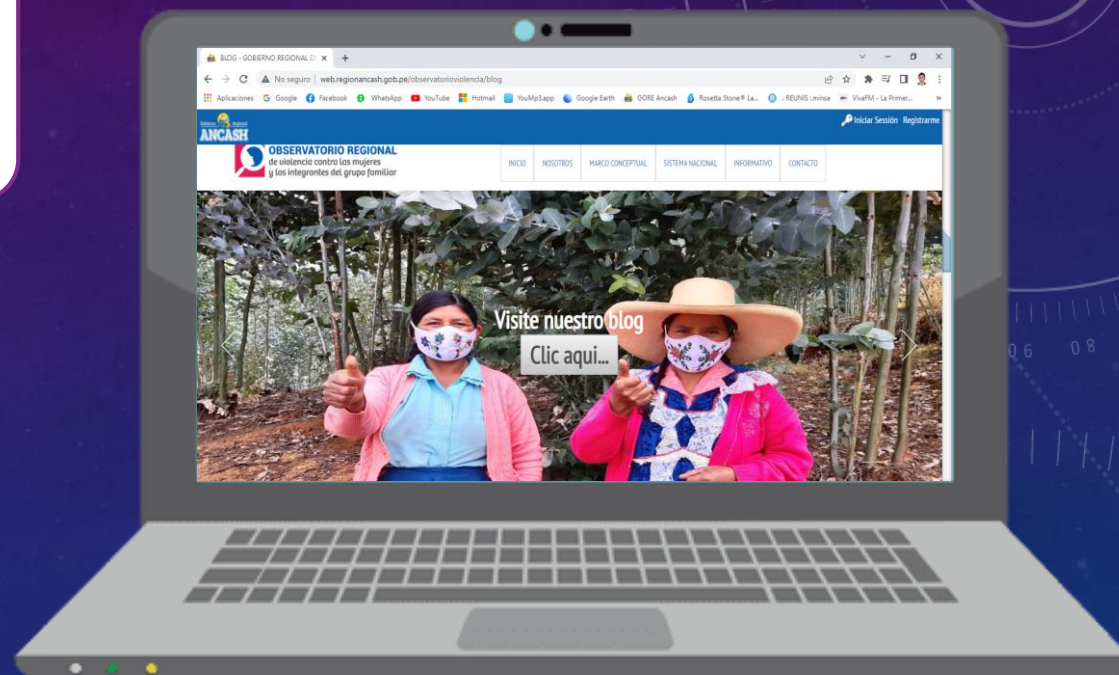 BLOG - GOBIERNO REGIONAL D
No seguro | web.regionancash.gob.pe/observatorioviolencia/blog
Aplicaciones Google Facebook WhatsApp YouTube Hotmail YouMp3.app Google Earth GORE Ancash Rosetta Stone® La... .: REUNIS :.minsa VivaFM - La Primer... »
Gobierno Regional
ANCASH
Iniciar Sesión Registrarme
OBSERVATORIO REGIONAL
de violencia contra las mujeres
y los integrantes del grupo familiar
INICIO NOSOTROS MARCO CONCEPTUAL SISTEMA NACIONAL INFORMATIVO CONTACTO
Visite nuestro blog
Clic aqui...
06 08